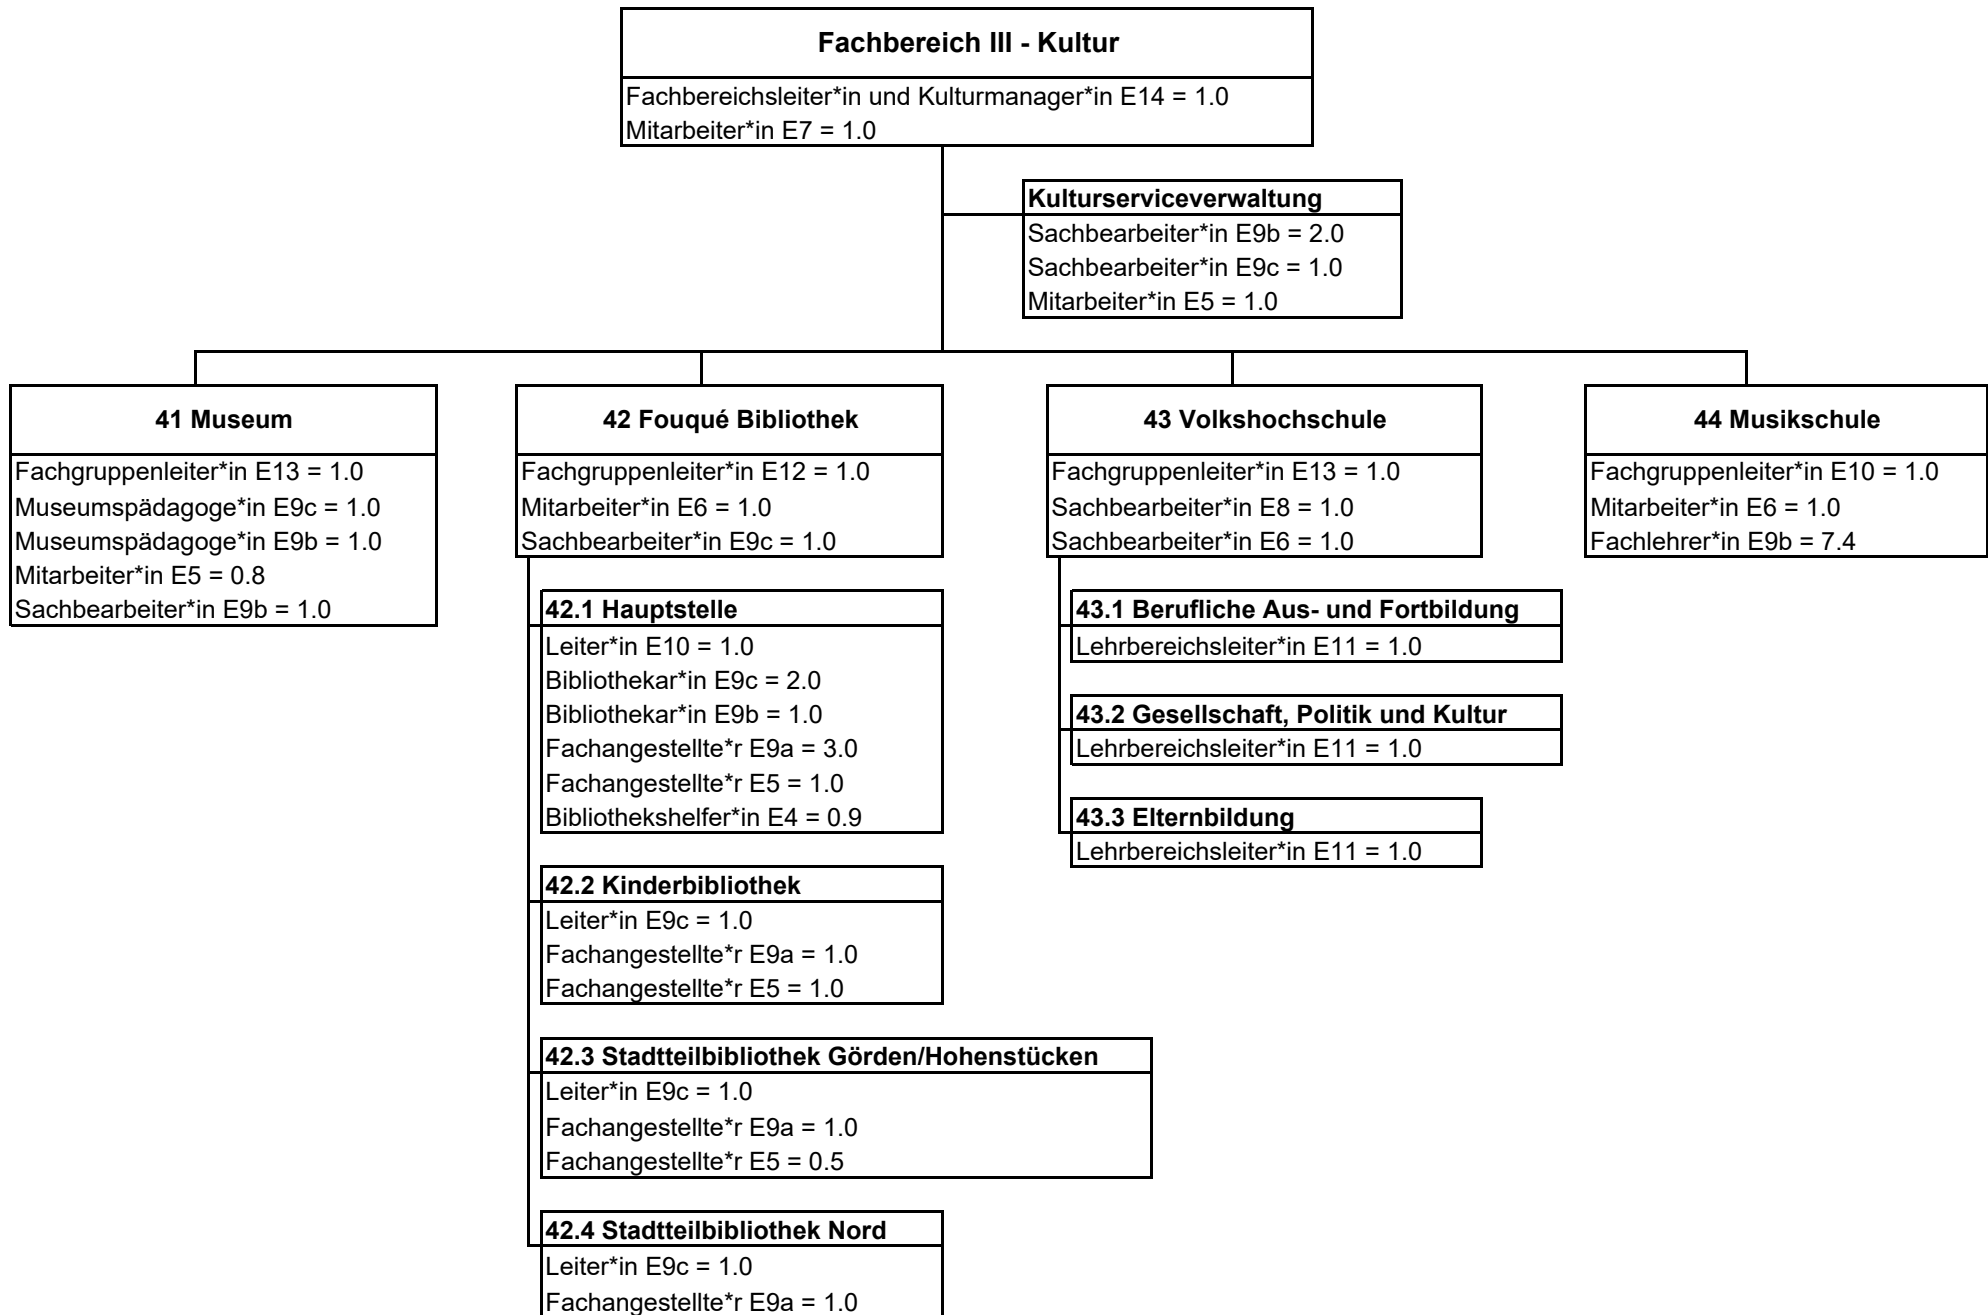 Fachbereich III - Kultur
Fachbereichsleiter*in und Kulturmanager*in E14 = 1.0
Mitarbeiter*in E7 = 1.0
Kulturserviceverwaltung
Sachbearbeiter*in E9b = 2.0
Sachbearbeiter*in E9c = 1.0
Mitarbeiter*in E5 = 1.0
41 Museum
Fachgruppenleiter*in E13 = 1.0
Museumspädagoge*in E9c = 1.0
Museumspädagoge*in E9b = 1.0
Mitarbeiter*in E5 = 0.8
Sachbearbeiter*in E9b = 1.0
42 Fouqué Bibliothek
Fachgruppenleiter*in E12 = 1.0
Mitarbeiter*in E6 = 1.0
Sachbearbeiter*in E9c = 1.0
42.1 Hauptstelle
Leiter*in E10 = 1.0
Bibliothekar*in E9c = 2.0
Bibliothekar*in E9b = 1.0
Fachangestellte*r E9a = 3.0
Fachangestellte*r E5 = 1.0
Bibliothekshelfer*in E4 = 0.9
42.2 Kinderbibliothek
Leiter*in E9c = 1.0
Fachangestellte*r E9a = 1.0
Fachangestellte*r E5 = 1.0
42.3 Stadtteilbibliothek Görden/Hohenstücken
Leiter*in E9c = 1.0
Fachangestellte*r E9a = 1.0
Fachangestellte*r E5 = 0.5
42.4 Stadtteilbibliothek Nord
Leiter*in E9c = 1.0
Fachangestellte*r E9a = 1.0
43 Volkshochschule
Fachgruppenleiter*in E13 = 1.0
Sachbearbeiter*in E8 = 1.0
Sachbearbeiter*in E6 = 1.0
43.1 Berufliche Aus- und Fortbildung
Lehrbereichsleiter*in E11 = 1.0
43.2 Gesellschaft, Politik und Kultur
Lehrbereichsleiter*in E11 = 1.0
43.3 Elternbildung
Lehrbereichsleiter*in E11 = 1.0
44 Musikschule
Fachgruppenleiter*in E10 = 1.0
Mitarbeiter*in E6 = 1.0
Fachlehrer*in E9b = 7.4